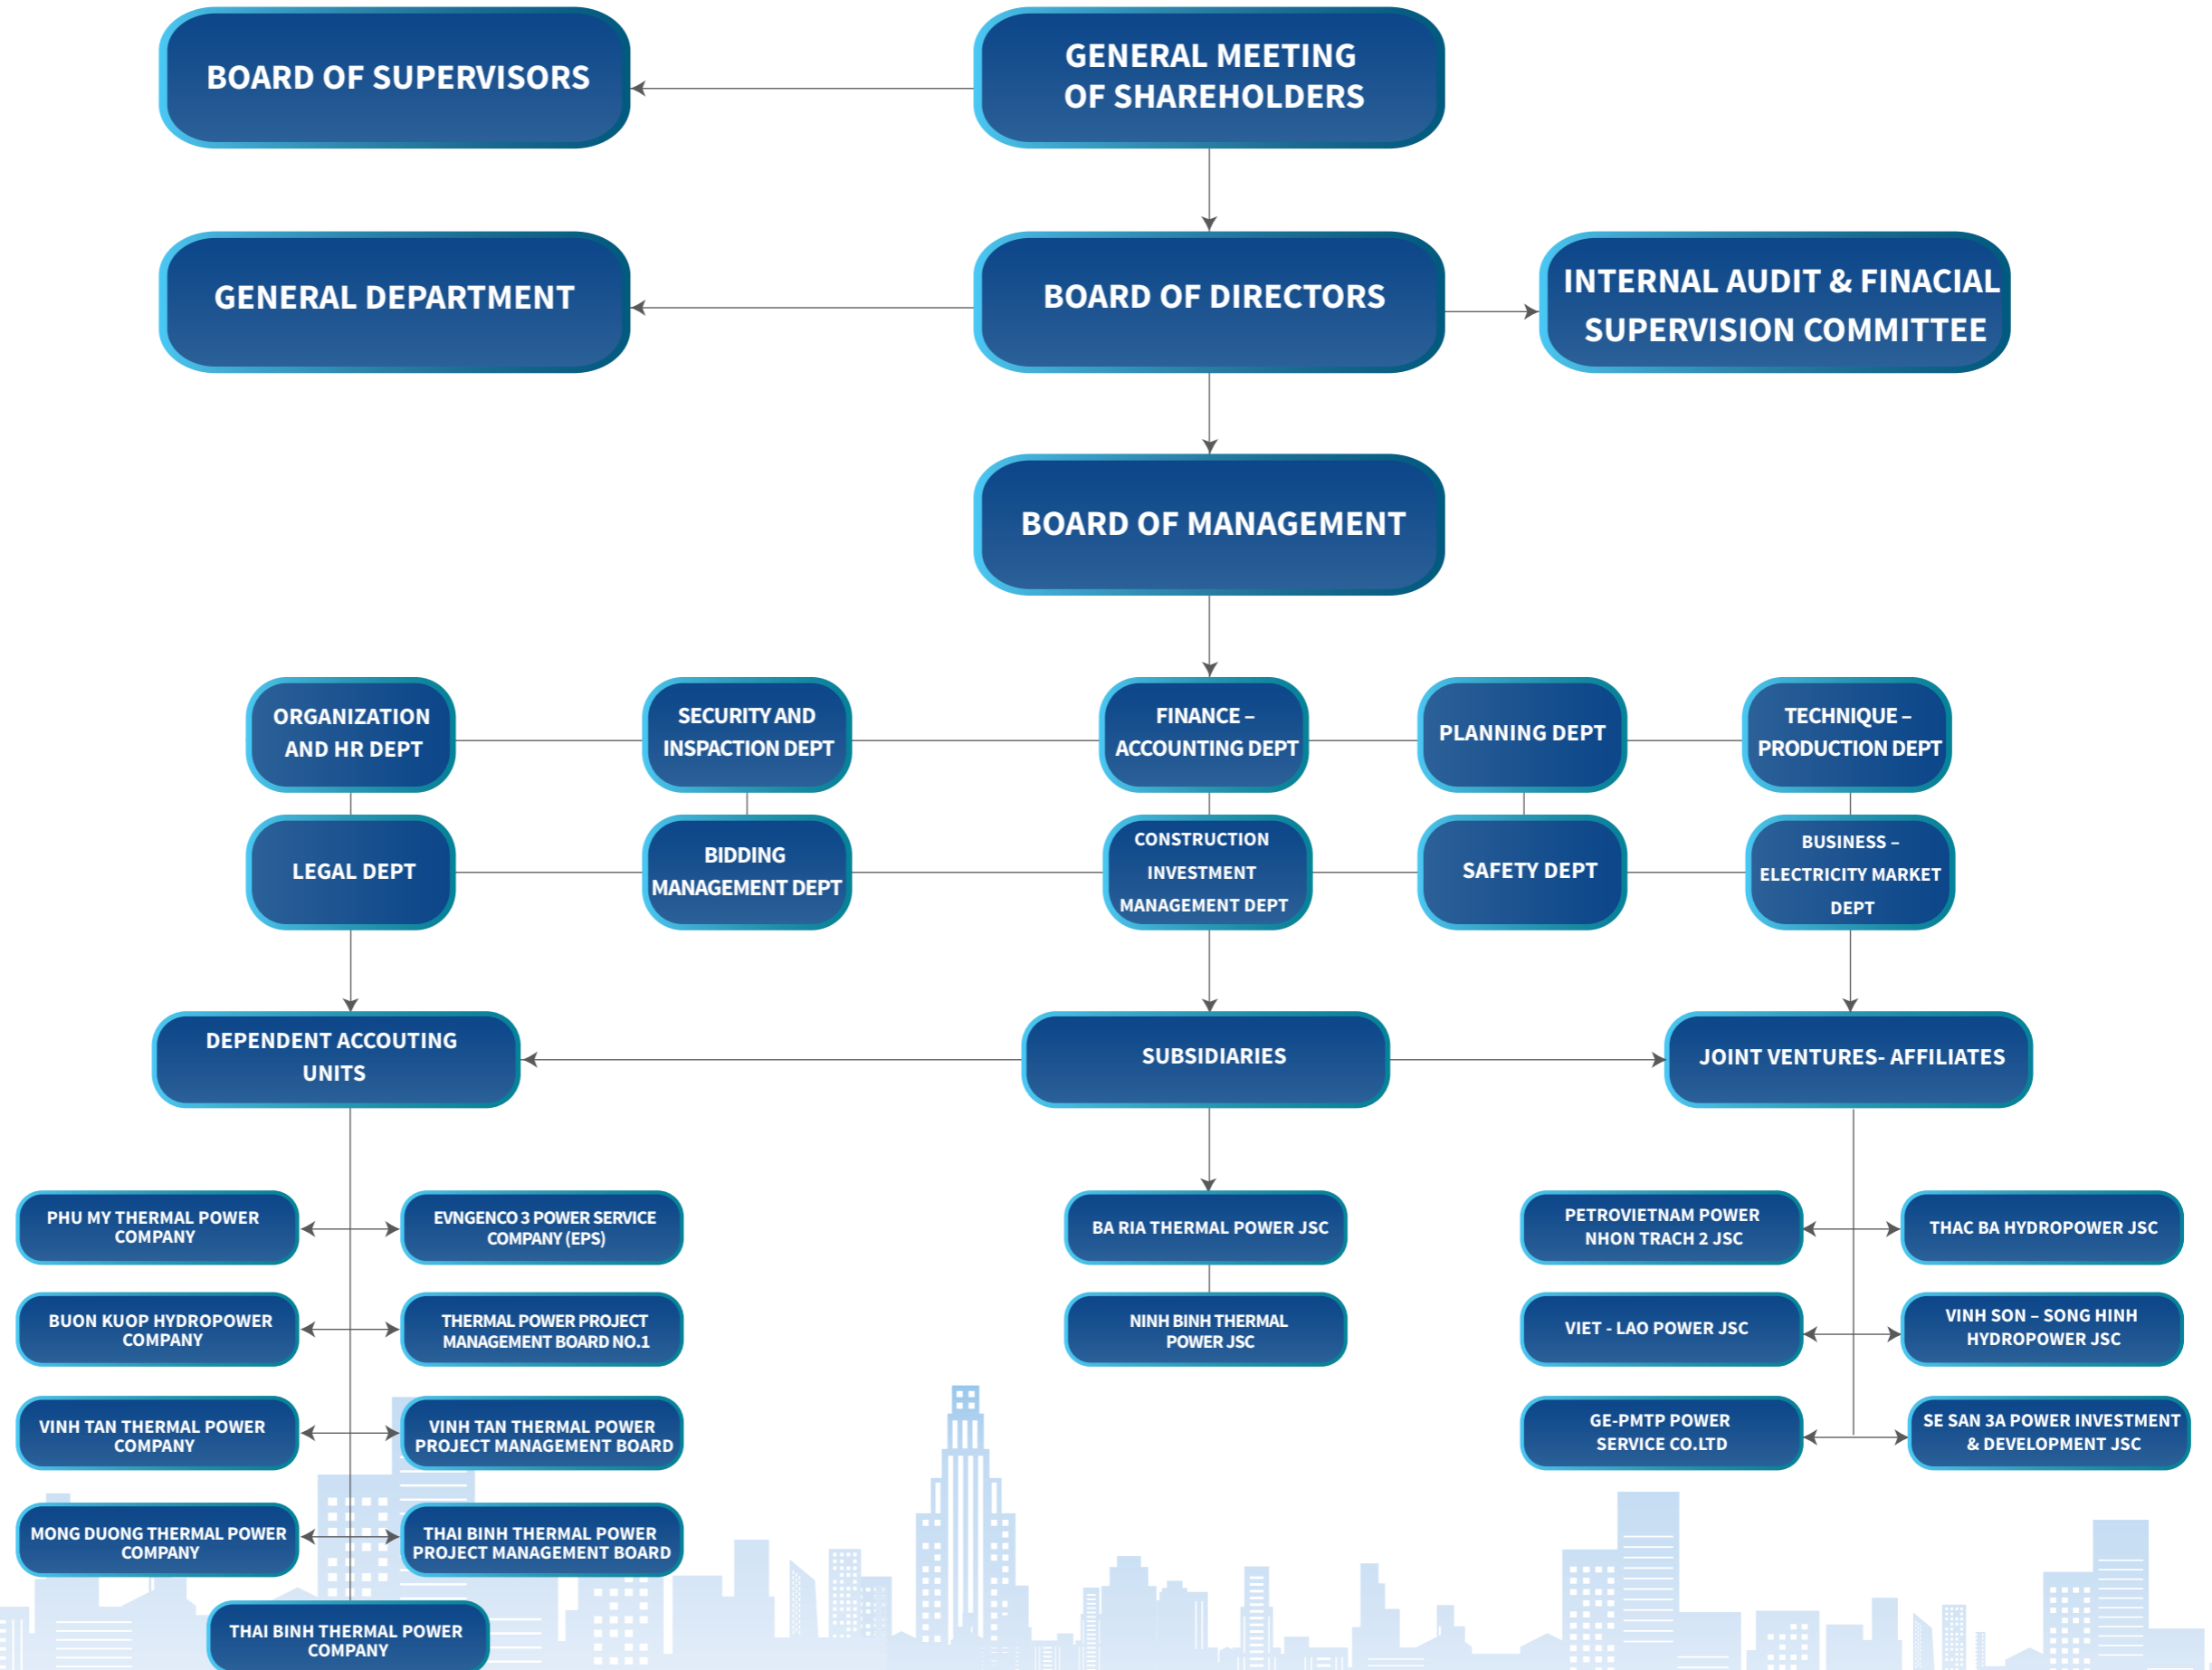 BOARD OF SUPERVISORS
GENERAL MEETING
OF SHAREHOLDERS
GENERAL DEPARTMENT
BOARD OF DIRECTORS
INTERNAL AUDIT & FINACIAL
SUPERVISION COMMITTEE
BOARD OF MANAGEMENT
ORGANIZATION
AND HR DEPT
SECURITY AND
INSPACTION DEPT
FINANCE –
ACCOUNTING DEPT
PLANNING DEPT
TECHNIQUE –
PRODUCTION DEPT
LEGAL DEPT
BIDDING
MANAGEMENT DEPT
CONSTRUCTION
INVESTMENT
MANAGEMENT DEPT
SAFETY DEPT
BUSINESS –
ELECTRICITY MARKET
DEPT
DEPENDENT ACCOUTING
UNITS
SUBSIDIARIES
JOINT VENTURES- AFFILIATES
PHU MY THERMAL POWER
COMPANY
EVNGENCO 3 POWER SERVICE
COMPANY (EPS)
BA RIA THERMAL POWER JSC
PETROVIETNAM POWER
NHON TRACH 2 JSC
THAC BA HYDROPOWER JSC
BUON KUOP HYDROPOWER
COMPANY
THERMAL POWER PROJECT
MANAGEMENT BOARD NO.1
NINH BINH THERMAL
POWER JSC
VIET - LAO POWER JSC
VINH SON – SONG HINH
HYDROPOWER JSC
VINH TAN THERMAL POWER
COMPANY
VINH TAN THERMAL POWER
PROJECT MANAGEMENT BOARD
GE-PMTP POWER
SERVICE CO.LTD
SE SAN 3A POWER INVESTMENT
& DEVELOPMENT JSC
MONG DUONG THERMAL POWER
COMPANY
THAI BINH THERMAL POWER
PROJECT MANAGEMENT BOARD
THAI BINH THERMAL POWER
COMPANY